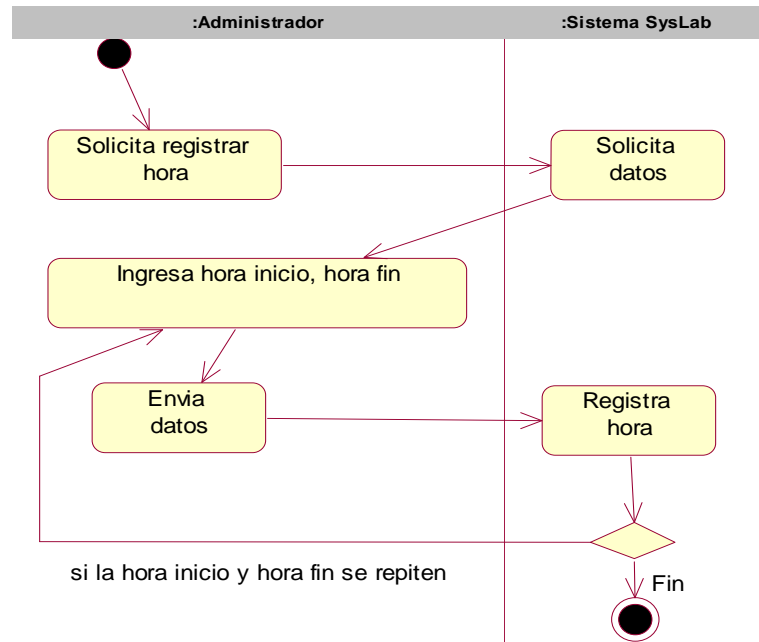 :Administrador
:Sistema SysLab
Solicita registrar
hora
Solicita
datos
Ingresa hora inicio, hora fin
Envia
datos
Registra
hora
si la hora inicio y hora fin se repiten
Fin